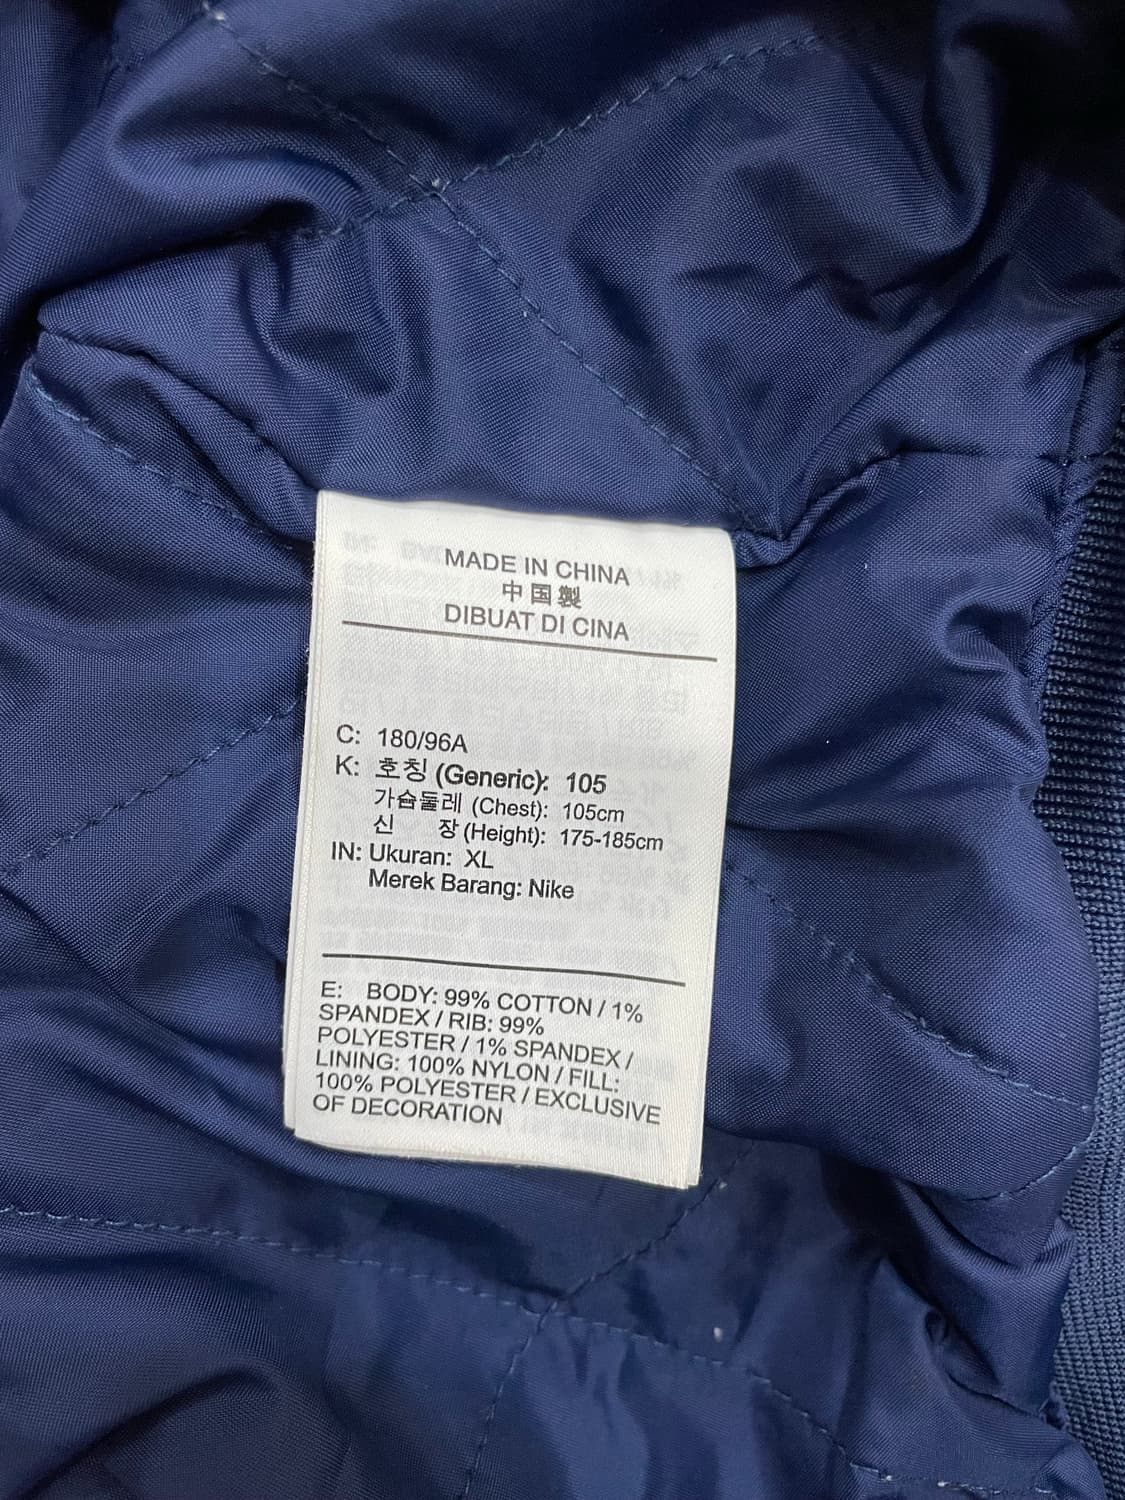 MADE IN CHINA
中国製
DIBUAT DI CINA
C: 180/96A
K: 호칭 (Generic): 105
가슴둘레 (Chest): 105cm
신 장 (Height): 175-185cm
IN: Ukuran: XL
Merek Barang: Nike
E: BODY: 99% COTTON / 1%
SPANDEX / RIB: 99%
POLYESTER / 1% SPANDEX /
LINING: 100% NYLON / FILL:
100% POLYESTER / EXCLUSIVE
OF DECORATION